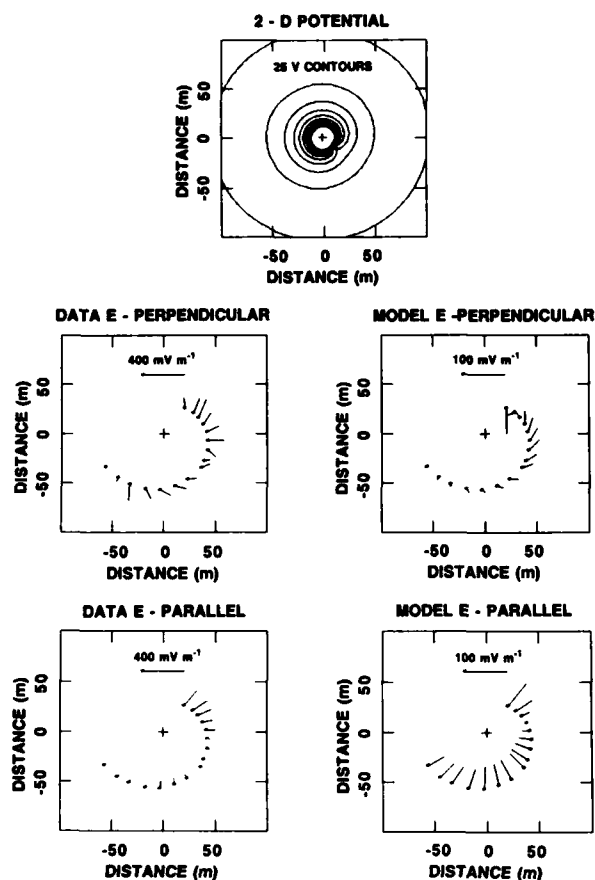 2 - D POTENTIAL
25 V CONTOURS
DISTANCE (m)
50
0
-50
-50 0 50
DISTANCE (m)
DATA E - PERPENDICULAR
400 mV m⁻¹
DISTANCE (m)
50
0
-50
-50 0 50
DISTANCE (m)
MODEL E -PERPENDICULAR
100 mV m⁻¹
DISTANCE (m)
50
0
-50
-50 0 50
DISTANCE (m)
DATA E - PARALLEL
400 mV m⁻¹
DISTANCE (m)
50
0
-50
-50 0 50
DISTANCE (m)
MODEL E - PARALLEL
100 mV m⁻¹
DISTANCE (m)
50
0
-50
-50 0 50
DISTANCE (m)